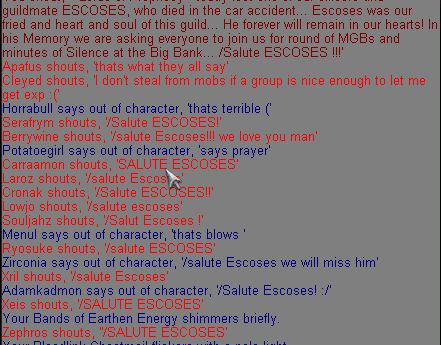 guildmate ESCOSES, who died in the car accident... Escoses was our
fried and heart and soul of this guild... He forever will remain in our hearts! In
his Memory we are asking everyone to join us for round of MGBs and
minutes of Silence at the Big Bank... /Salute ESCOSES !!!'
Apafus shouts, 'thats what they all say'
Cleyed shouts, 'I don't steal from mobs if a group is nice enough to let me
get exp :('
Horrabull says out of character, 'thats terrible ('
Serafrym shouts, '/Salute ESCOSES!'
Berrywine shouts, '/salute Escoses!!! we love you man'
Potatoegirl says out of character, 'says prayer'
Carraamon shouts, 'SALUTE ESCOSES'
Laroz shouts, '/salute Escoses'
Cronak shouts, '/Salute ESCOSES!!'
Lowjo shouts, '/salute escoses'
Souljahz shouts, '/Salut Escoses !'
Menul says out of character, 'thats blows '
Ryosuke shouts, '/salute ESCOSES'
Zirconia says out of character, '/salute Escoses we will miss him'
Xril shouts, '/salute Escoses'
Adamkadmon says out of character, '/Salute Escoses! :/'
Xeis shouts, '/SALUTE ESCOSES'
Your Bands of Earthen Energy shimmers briefly.
Zephros shouts, '/SALUTE ESCOSES'